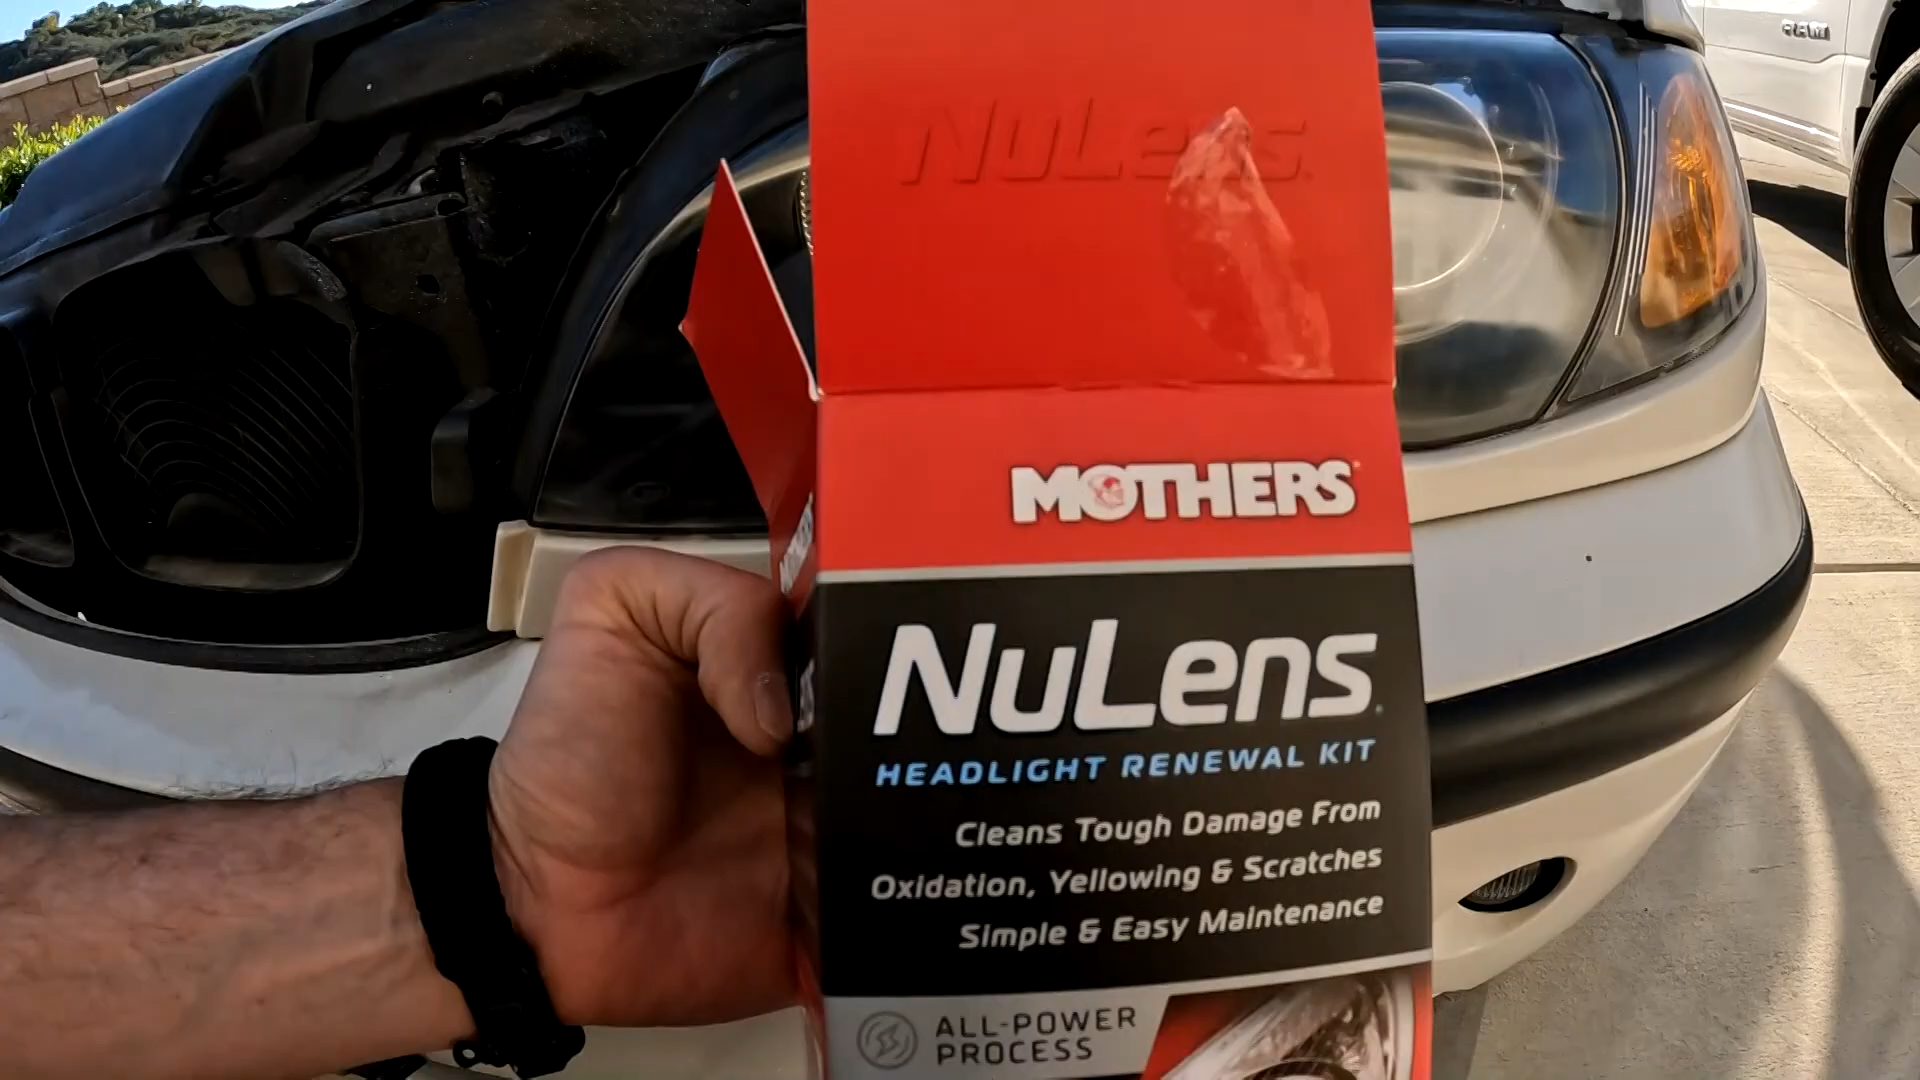 RAM
NuLens.
MOTHERS
NuLens
HEADLIGHT RENEWAL KIT
Cleans Tough Damage From
Oxidation, Yellowing & Scratches
Simple & Easy Maintenance
ALL-POWER
PROCESS